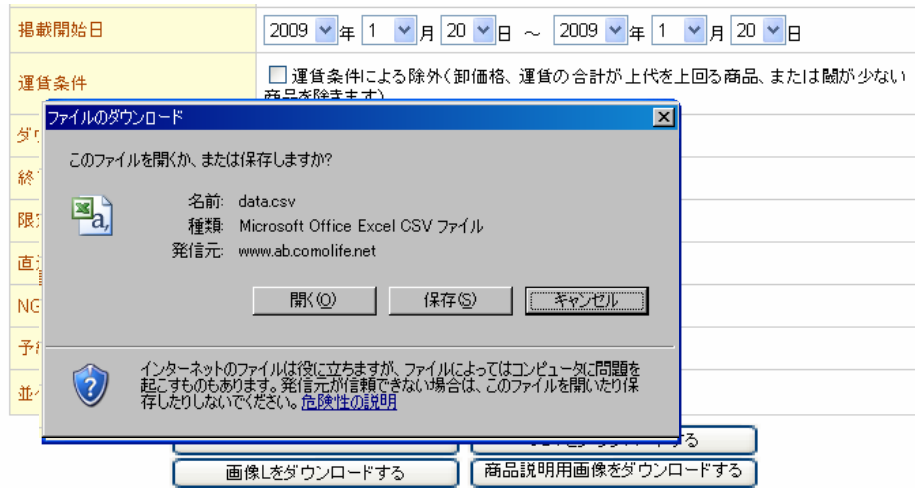 掲載開始日 2009 年 1 月 20 日 ～ 2009 年 1 月 20 日
運賃条件 運賃条件による除外(卸価格、運賃の合計が上代を上回る商品、または閾が少ない
商品を除きます)
ファイルのダウンロード
このファイルを開くか、または保存しますか?
名前: data.csv
種類: Microsoft Office Excel CSV ファイル
発信元: www.ab.comolife.net
開く(O) 保存(S) キャンセル
NG
インターネットのファイルは役に立ちますが、ファイルによってはコンピュータに問題を
起こすものもあります。発信元が信頼できない場合は、このファイルを開いたり保
存したりしないでください。危険性の説明
画像Lをダウンロードする 商品説明用画像をダウンロードする